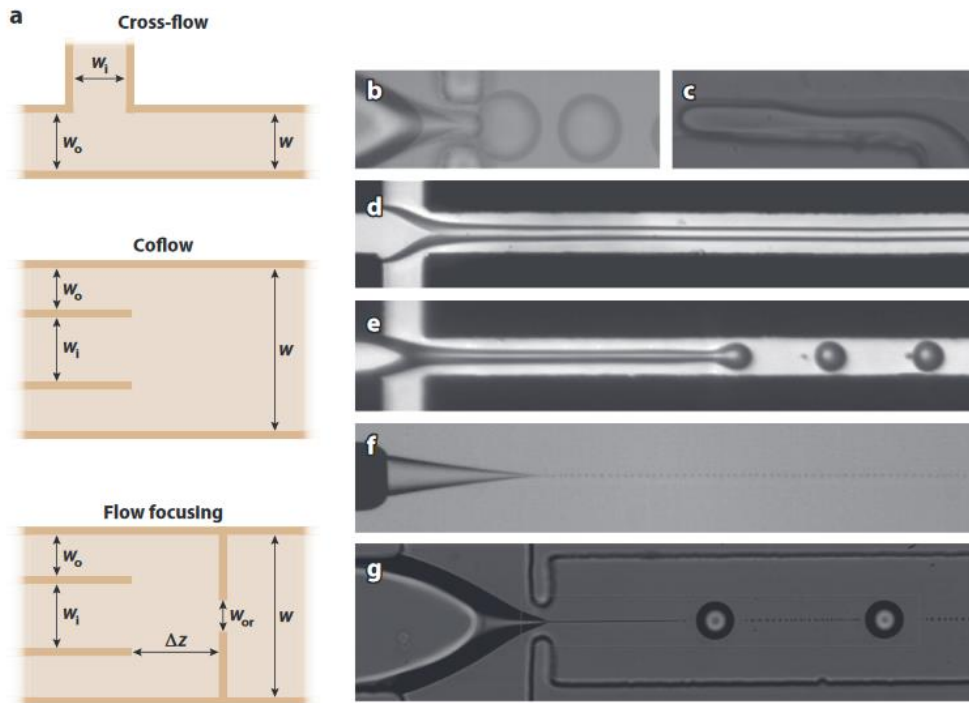 a
Cross-flow
wi
wo
w
b
c
d
Coflow
wo
wi
w
e
f
Flow focusing
wo
wi
wor
w
Δz
g